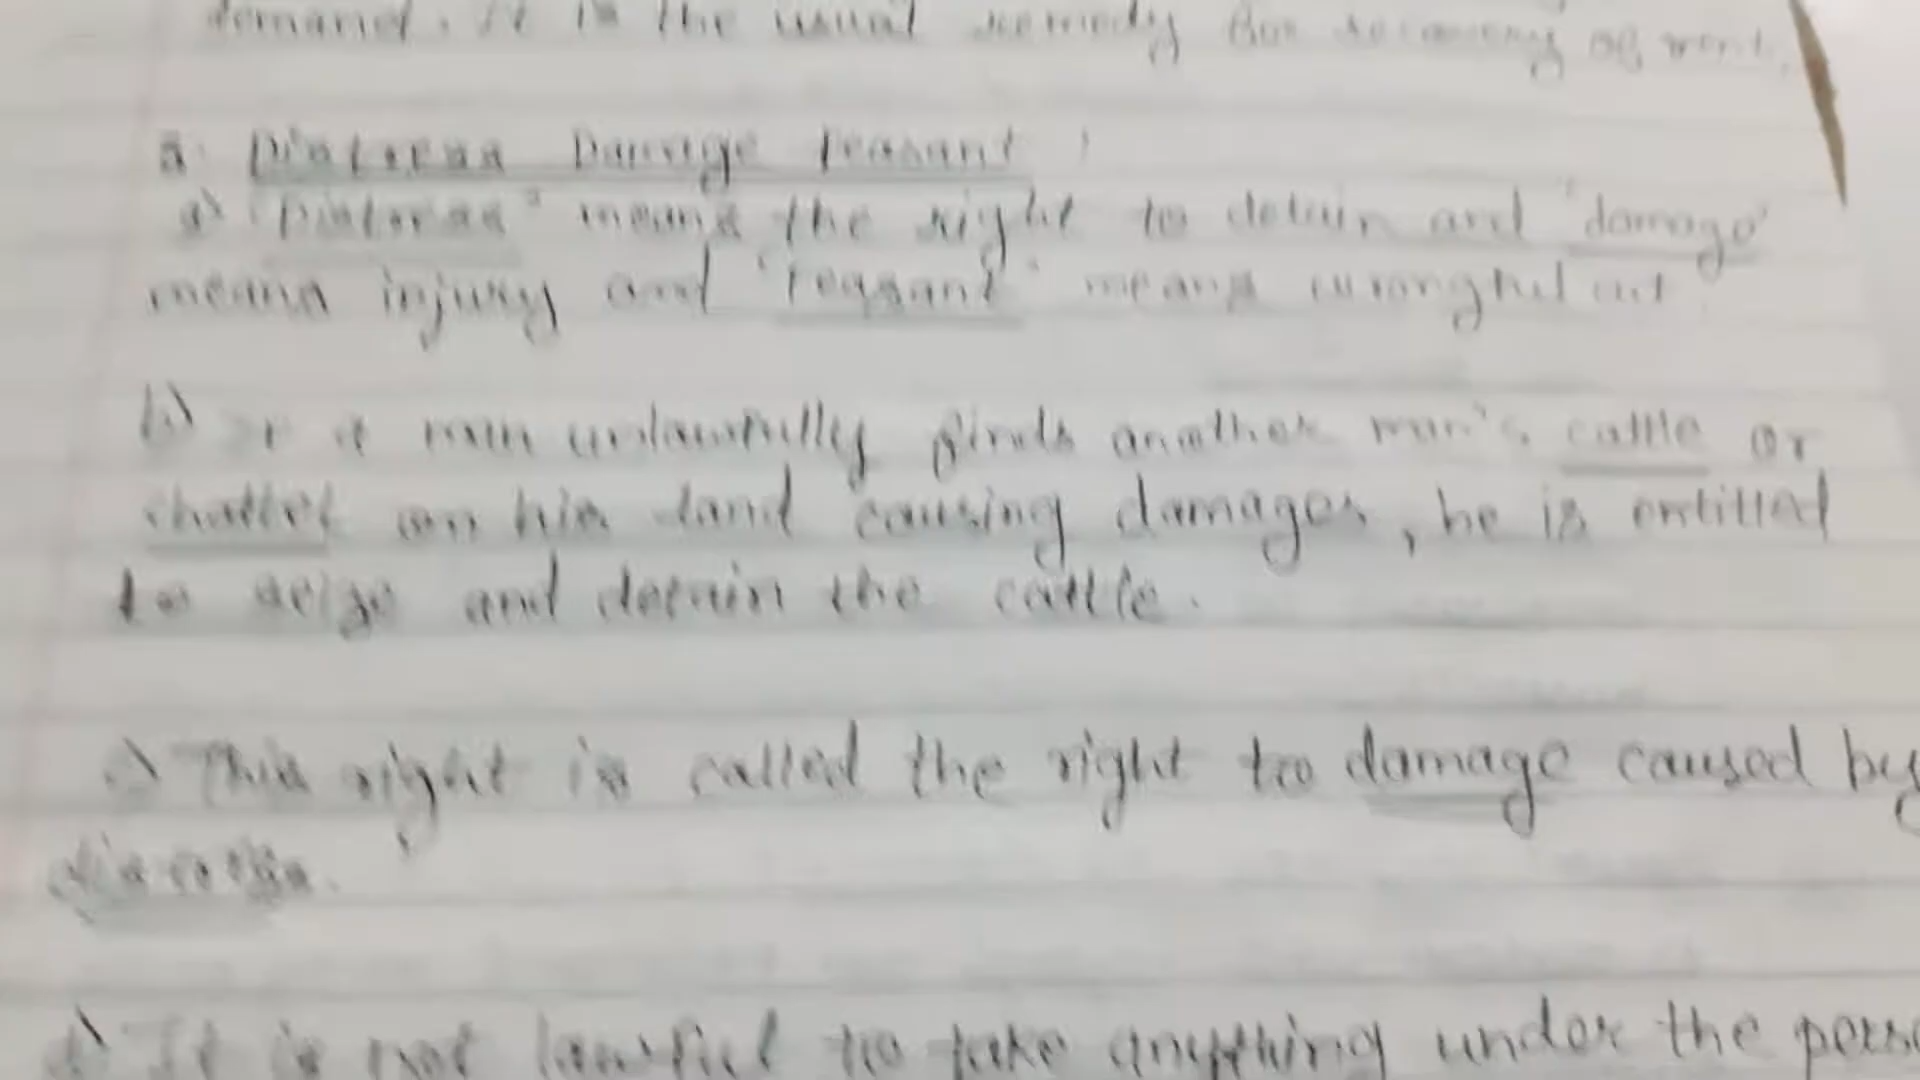 demand. It is the usual remedy for recovery of rent.
5. Distress Damage Feasant:
a) "Distress" means the right to detain and 'damage'
means injury and 'Feasant' means wrongful act.
b) If a man unlawfully finds another man's cattle or
chattel on his land causing damages, he is entitled
to seize and detain the cattle.
c) This right is called the right to damage caused by
d) It is not lawful to take anything under the